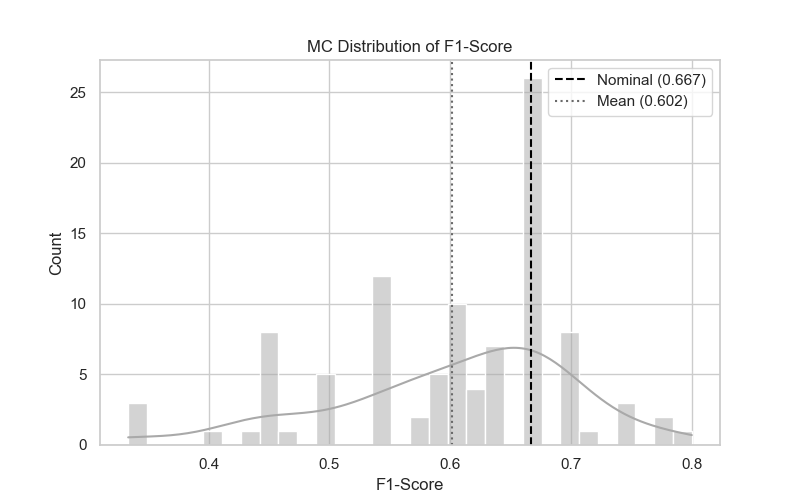 MC Distribution of F1-Score
Nominal (0.667)
Mean (0.602)
Count
25
20
15
10
5
0
0.4 0.5 0.6 0.7 0.8
F1-Score